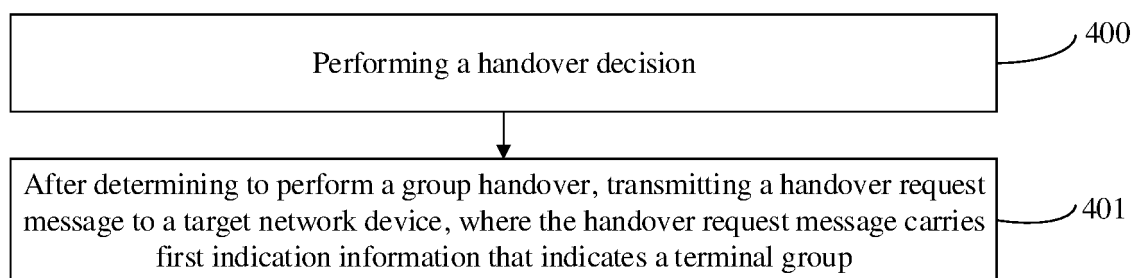 400
Performing a handover decision
After determining to perform a group handover, transmitting a handover request
message to a target network device, where the handover request message carries
first indication information that indicates a terminal group
401